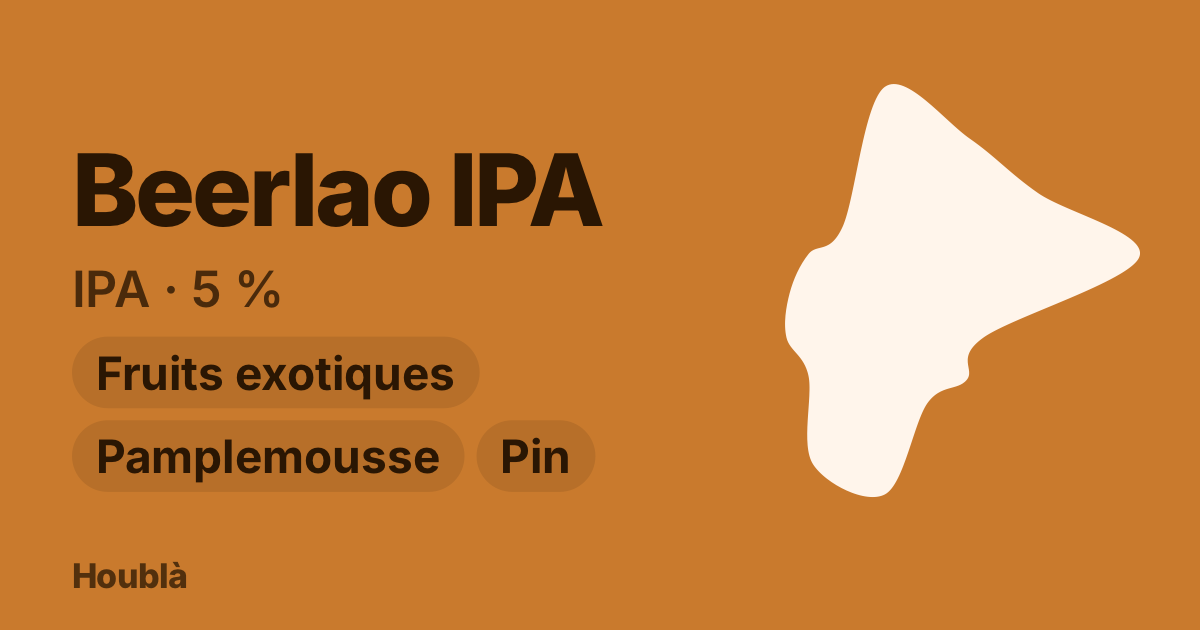 Beerlao IPA
IPA · 5 %
Fruits exotiques
Pamplemousse Pin
Houblà